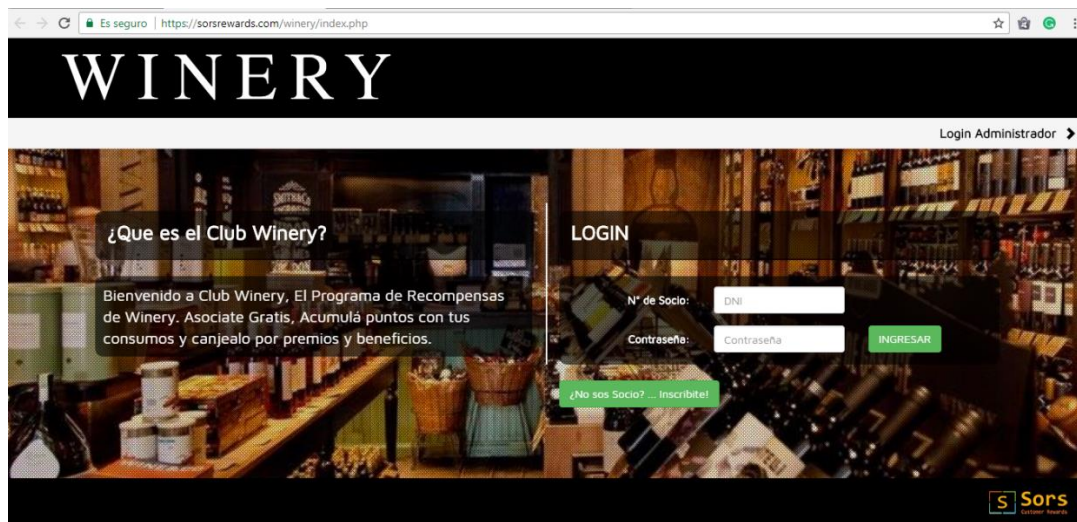 Es seguro | https://sorsrewards.com/winery/index.php
WINERY
Login Administrador
¿Que es el Club Winery?
Bienvenido a Club Winery, El Programa de Recompensas
de Winery. Asociate Gratis, Acumulá puntos con tus
consumos y canjealo por premios y beneficios.
LOGIN
N° de Socio:
DNI
Contraseña:
Contraseña
INGRESAR
¿No sos Socio? ... Inscribite!
S Sors
Customer Rewards